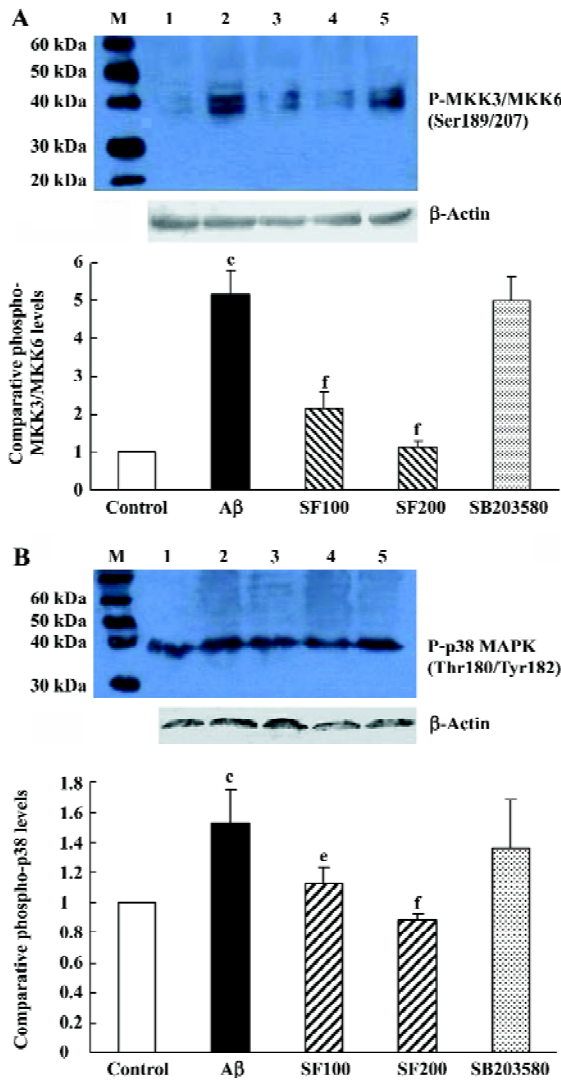 A
M 1 2 3 4 5
60 kDa
50 kDa
40 kDa
30 kDa
20 kDa
P-MKK3/MKK6
(Ser189/207)
β-Actin
Comparative phospho-
MKK3/MKK6 levels
6
5
4
3
2
1
0
c
f
f
Control Aβ SF100 SF200 SB203580
B
M 1 2 3 4 5
60 kDa
50 kDa
40 kDa
30 kDa
P-p38 MAPK
(Thr180/Tyr182)
β-Actin
Comparative phospho-p38 levels
1.8
1.6
1.4
1.2
1
0.8
0.6
0.4
0.2
0
c
e
f
Control Aβ SF100 SF200 SB203580